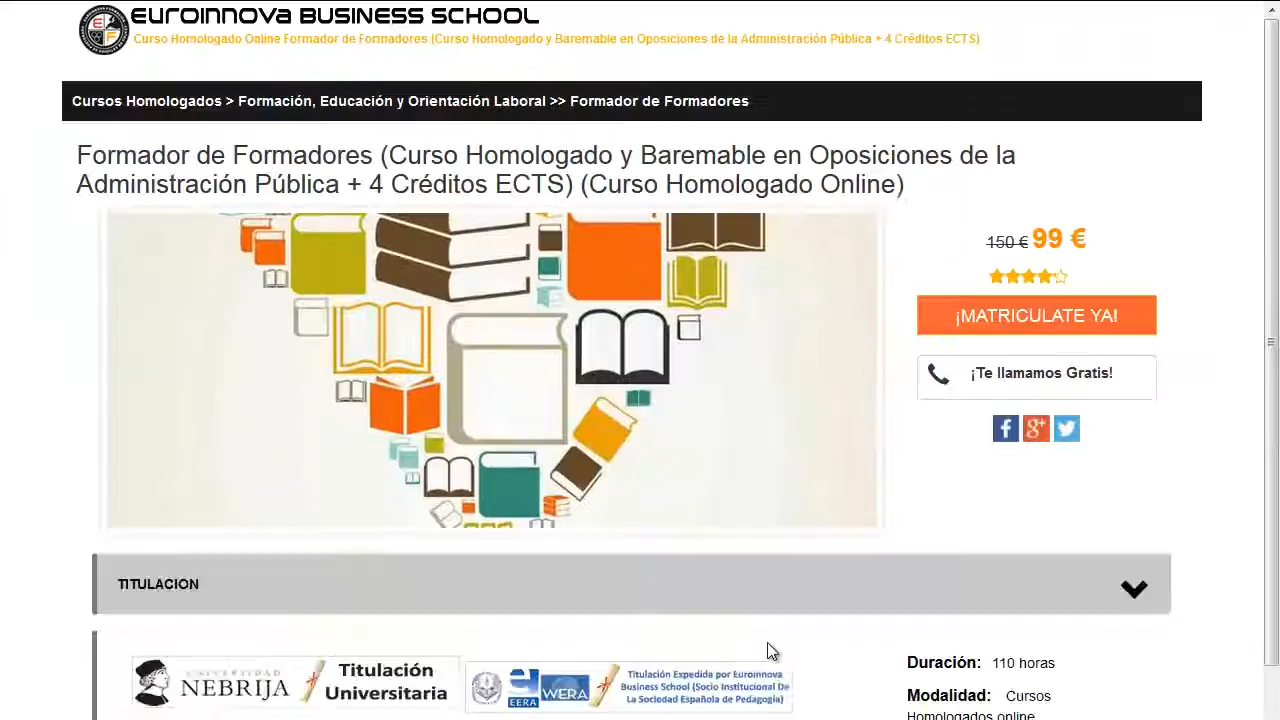 EUROINNOVA BUSINESS SCHOOL
Curso Homologado Online Formador de Formadores (Curso Homologado y Baremable en Oposiciones de la Administración Pública + 4 Créditos ECTS)
Cursos Homologados > Formación, Educación y Orientación Laboral >> Formador de Formadores
Formador de Formadores (Curso Homologado y Baremable en Oposiciones de la
Administración Pública + 4 Créditos ECTS) (Curso Homologado Online)
150 € 99 €
¡MATRICULATE YA!
¡Te llamamos Gratis!
TITULACION
UNIVERSIDAD
NEBRIJA
Titulación
Universitaria
EERA
WERA
Titulación Expedida por Euroinnova
Business School (Socio Institucional De
La Sociedad Española de Pedagogía)
Duración: 110 horas
Modalidad: Cursos
Homologados online